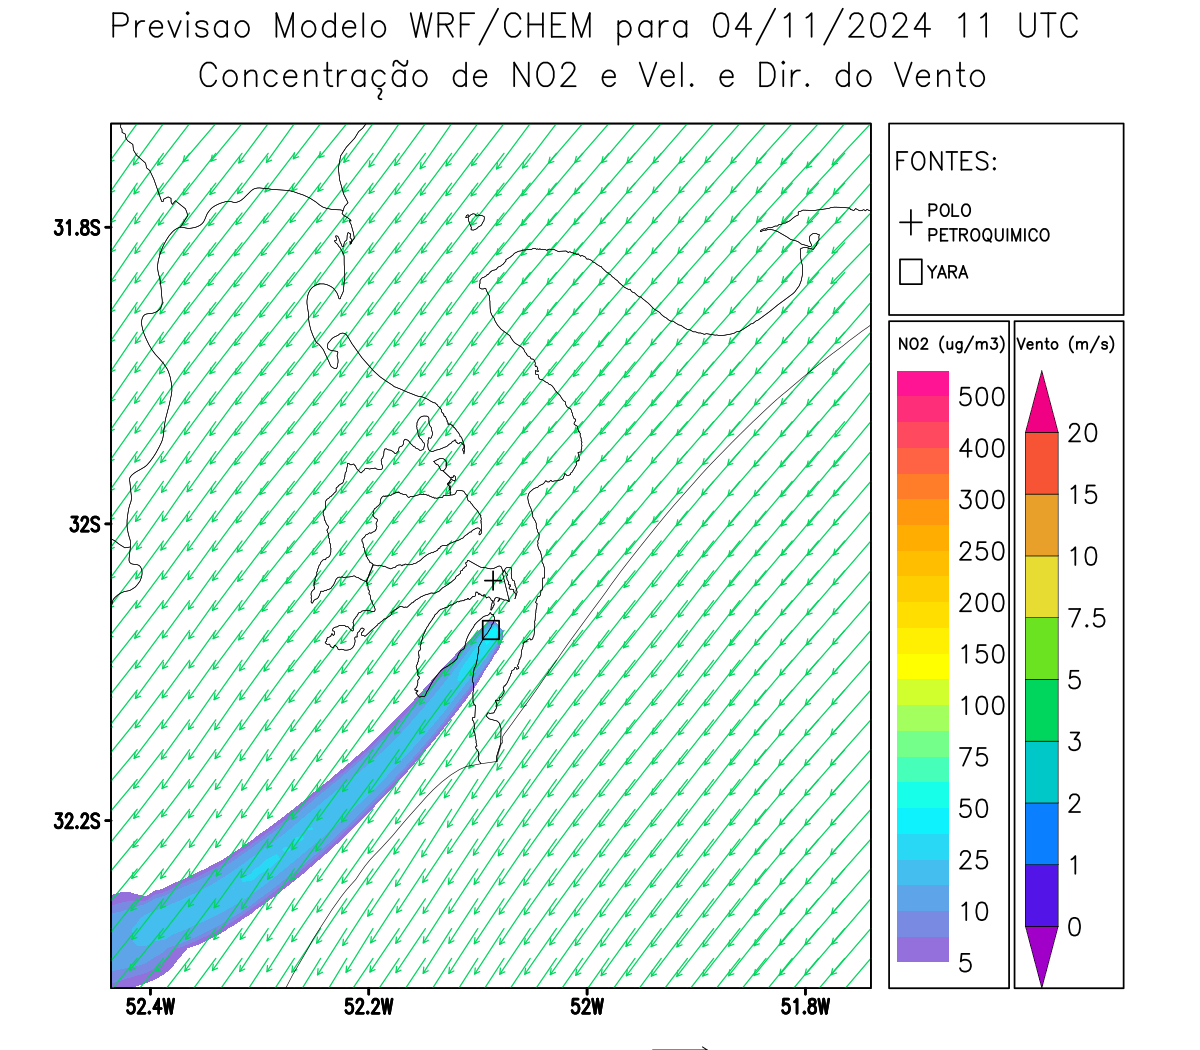 Previsao Modelo WRF/CHEM para 04/11/2024 11 UTC
Concentração de NO2 e Vel. e Dir. do Vento
FONTES:
POLO
PETROQUIMICO
YARA
NO2 (ug/m3)
500
400
300
250
200
150
100
75
50
25
10
5
Vento (m/s)
20
15
10
7.5
5
3
2
1
0
31.8S
32S
32.2S
52.4W
52.2W
52W
51.8W